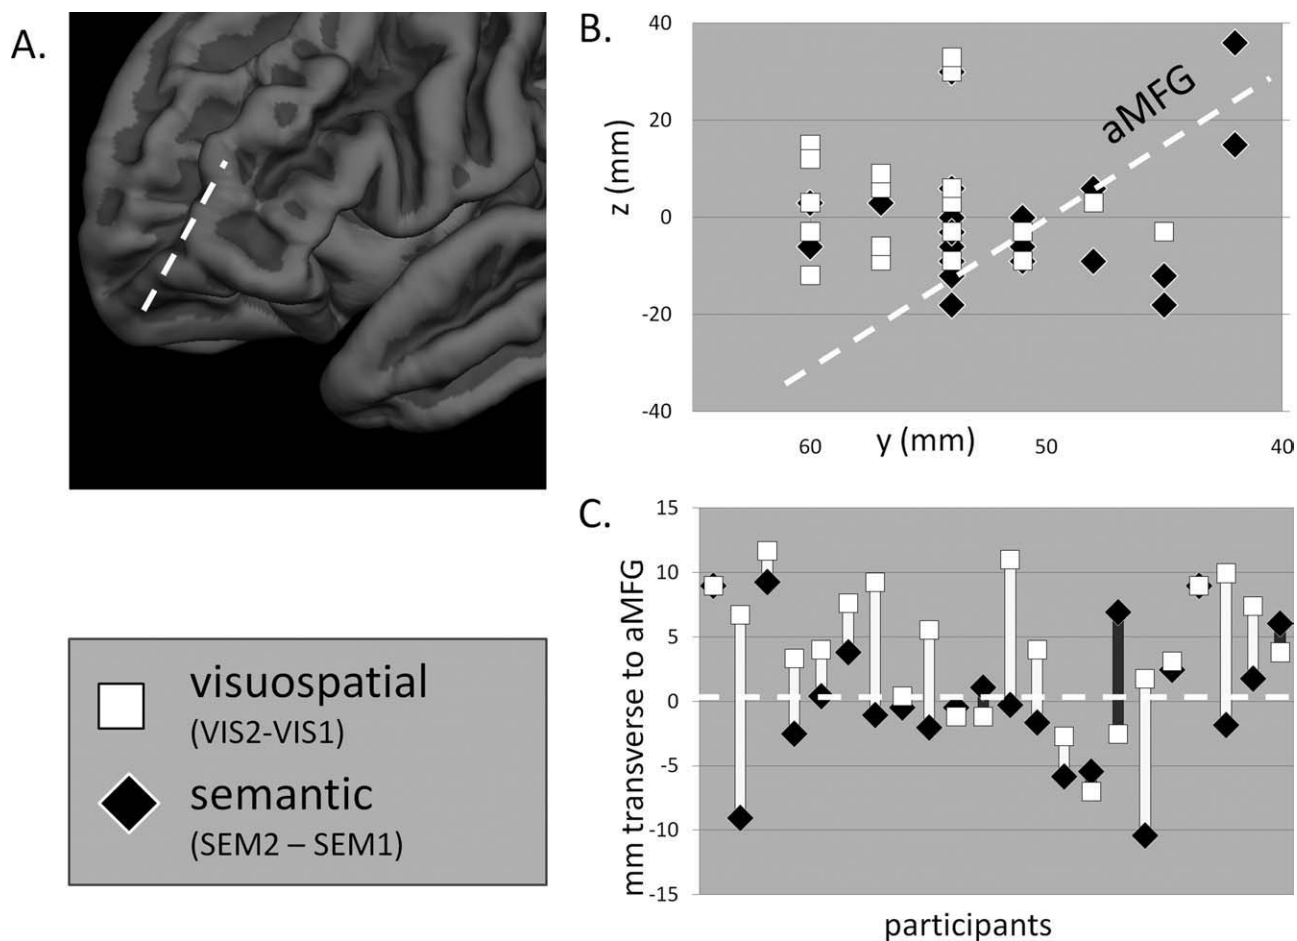 A.
B.
40
20
0
-20
-40
z (mm)
aMFG
60
y (mm)
50
40
visuospatial
(VIS2-VIS1)
semantic
(SEM2 – SEM1)
C.
15
10
5
0
-5
-10
-15
mm transverse to aMFG
participants